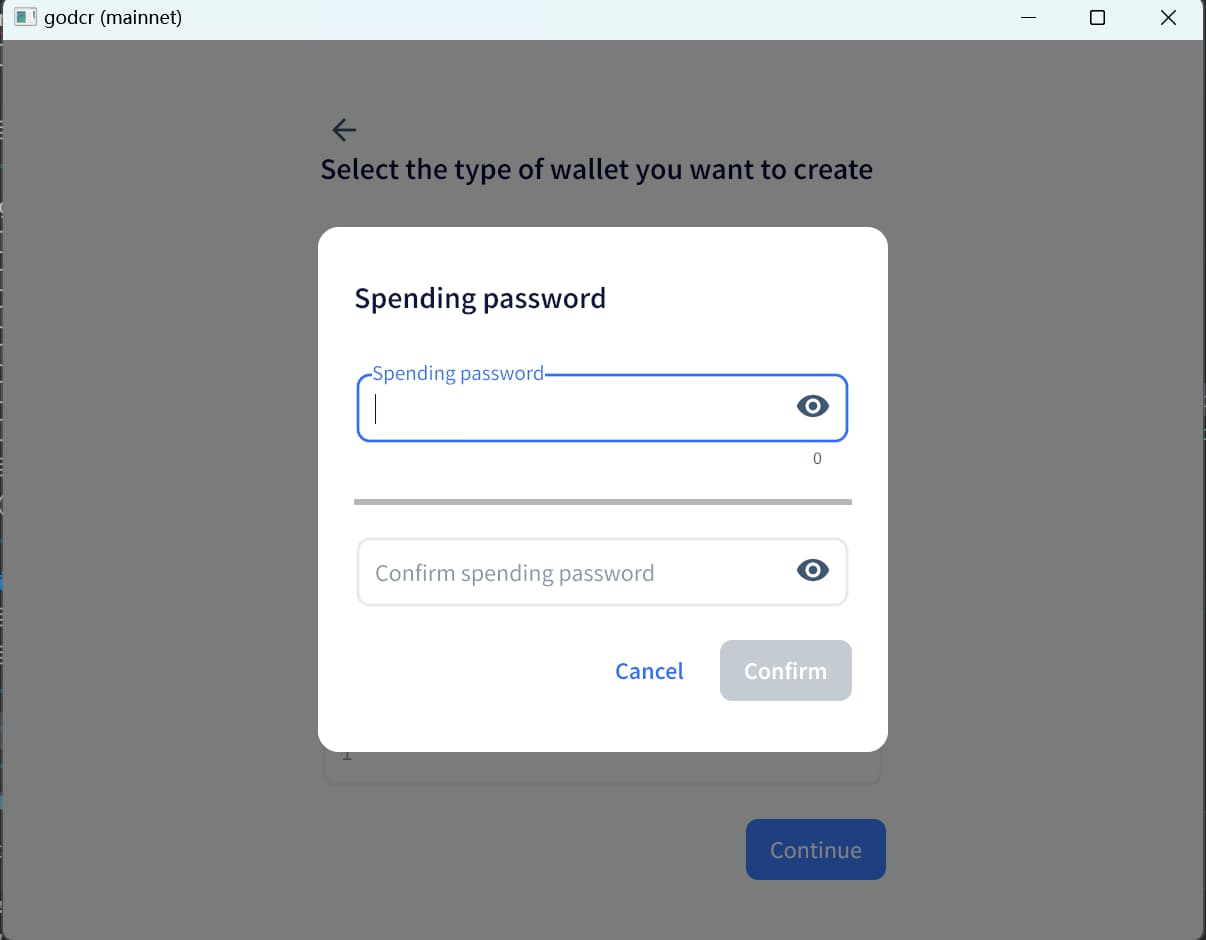 godcr (mainnet)
Select the type of wallet you want to create
Spending password
Spending password
0
Confirm spending password
Cancel
Confirm
1
Continue